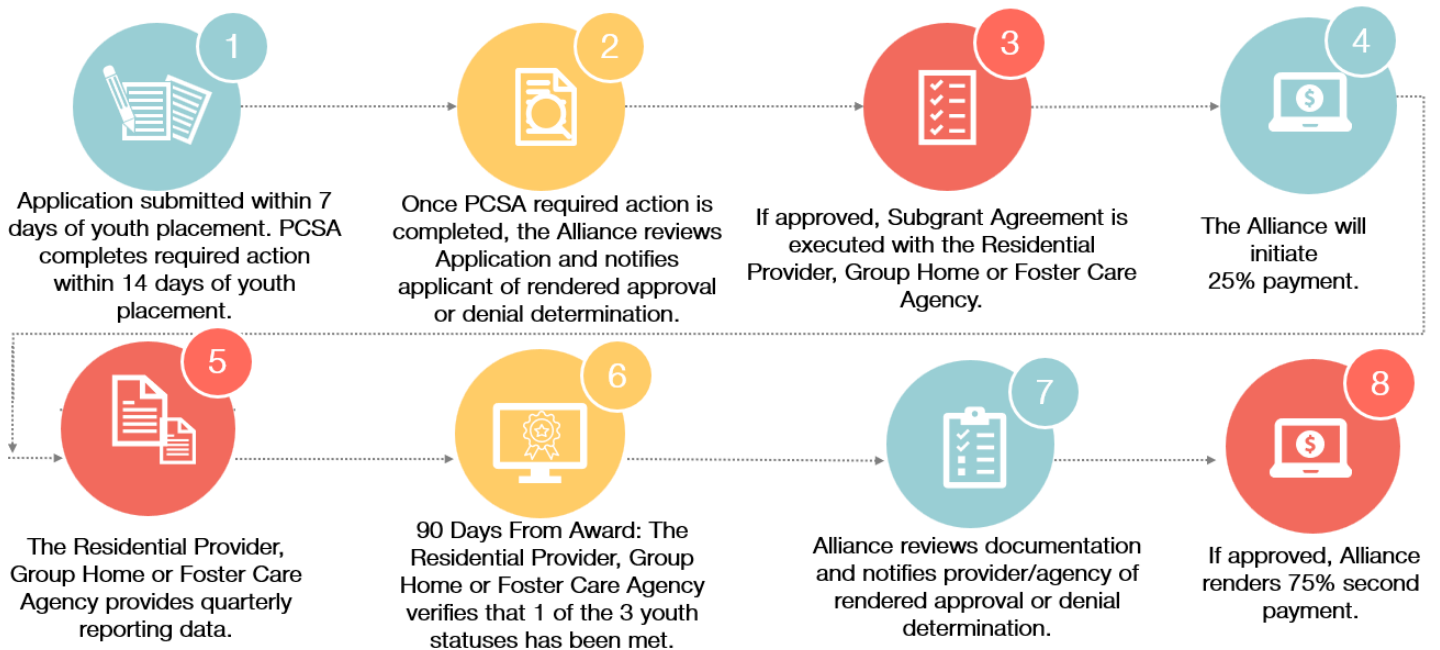 1
Application submitted within 7
days of youth placement. PCSA
completes required action
within 14 days of youth
placement.
2
Once PCSA required action is
completed, the Alliance reviews
Application and notifies
applicant of rendered approval
or denial determination.
3
If approved, Subgrant Agreement is
executed with the Residential
Provider, Group Home or Foster Care
Agency.
4
$
The Alliance will
initiate
25% payment.
5
The Residential Provider,
Group Home or Foster Care
Agency provides quarterly
reporting data.
6
90 Days From Award: The
Residential Provider, Group
Home or Foster Care Agency
verifies that 1 of the 3 youth
statuses has been met.
7
Alliance reviews documentation
and notifies provider/agency of
rendered approval or denial
determination.
8
$
If approved, Alliance
renders 75% second
payment.